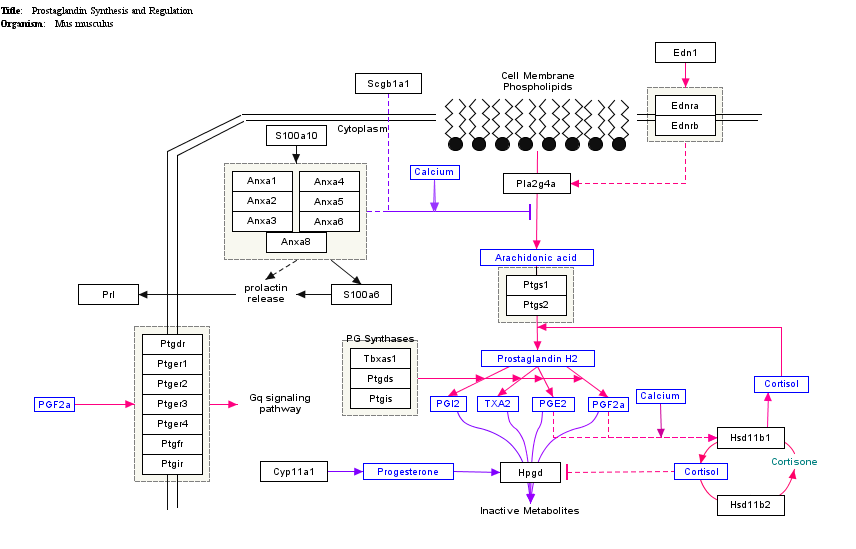 Title: Prostaglandin Synthesis and Regulation
Organism: Mus musculus
Edn1
Cell Membrane
Phospholipids
Scgb1a1
Ednra
Ednrb
Cytoplasm
S100a10
Calcium
Pla2g4a
Anxa1
Anxa4
Anxa2
Anxa5
Anxa3
Anxa6
Anxa8
Arachidonic acid
Ptgs1
Ptgs2
Prl
prolactin
release
S100a6
PG Synthases
Ptgdr
Ptger1
Ptger2
Ptger3
Ptger4
Ptgfr
Ptgir
Tbxas1
Ptgds
Ptgis
Prostaglandin H2
Cortisol
PGF2a
Gq signaling
pathway
PGI2
TXA2
PGE2
PGF2a
Calcium
Hsd11b1
Cortisone
Cyp11a1
Progesterone
Hpgd
Cortisol
Hsd11b2
Inactive Metabolites